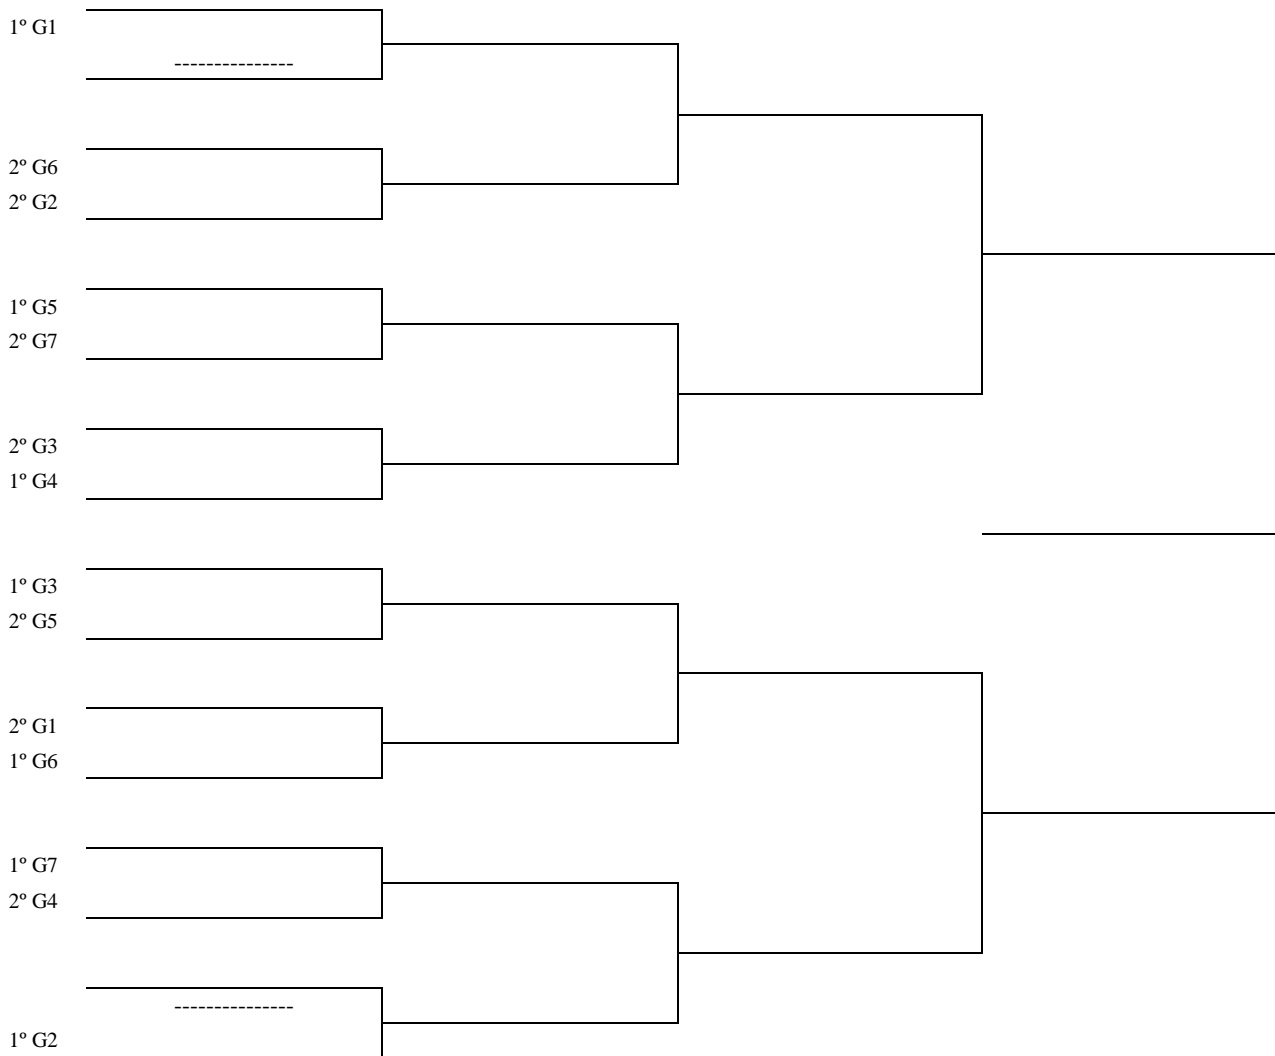 1º G1
---------------
2º G6
2º G2
1º G5
2º G7
2º G3
1º G4
1º G3
2º G5
2º G1
1º G6
1º G7
2º G4
---------------
1º G2